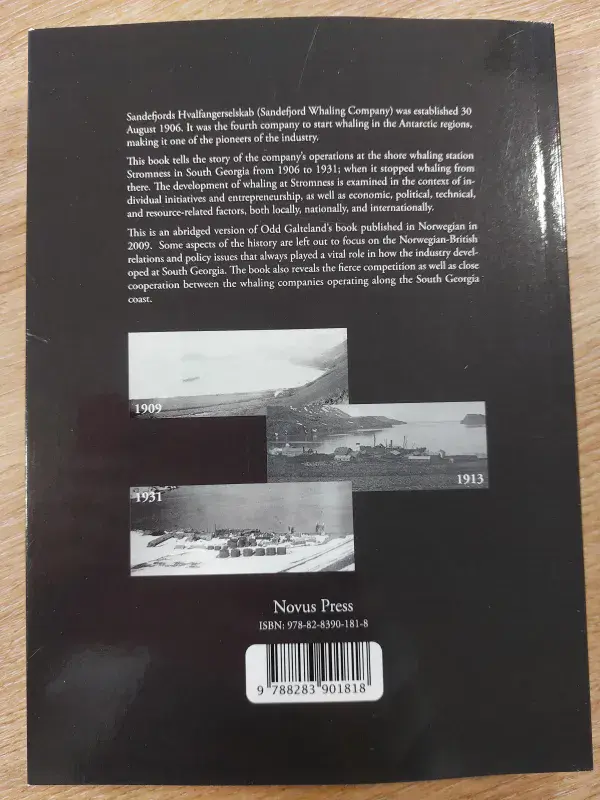 Sandefjords Hvalfangerselskab (Sandefjord Whaling Company) was established 30
August 1906. It was the fourth company to start whaling in the Antarctic regions,
making it one of the pioneers of the industry.
This book tells the story of the company's operations at the shore whaling station
Stromness in South Georgia from 1906 to 1931; when it stopped whaling from
there. The development of whaling at Stromness is examined in the context of in-
dividual initiatives and entrepreneurship, as well as economic, political, technical,
and resource-related factors, both locally, nationally, and internationally.
This is an abridged version of Odd Galteland's book published in Norwegian in
2009. Some aspects of the history are left out to focus on the Norwegian-British
relations and policy issues that always played a vital role in how the industry devel-
oped at South Georgia. The book also reveals the fierce competition as well as close
cooperation between the whaling companies operating along the South Georgia
coast.
1909
1913
1931
Novus Press
ISBN: 978-82-8390-181-8
9 788283 901818